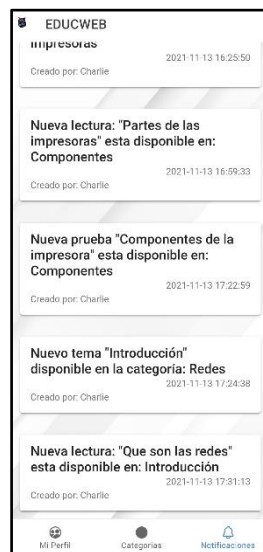 EDUCWEB
impresoras
2021-11-13 16:25:50
Creado por: Charlie
Nueva lectura: "Partes de las
impresoras" esta disponible en:
Componentes
2021-11-13 16:59:33
Creado por: Charlie
Nueva prueba "Componentes de la
impresora" esta disponible en:
Componentes
2021-11-13 17:22:59
Creado por: Charlie
Nuevo tema "Introducción"
disponible en la categoría: Redes
2021-11-13 17:24:38
Creado por: Charlie
Nueva lectura: "Que son las redes"
esta disponible en: Introducción
2021-11-13 17:31:13
Creado por: Charlie
Mi Perfil
Categorias
Notificaciones